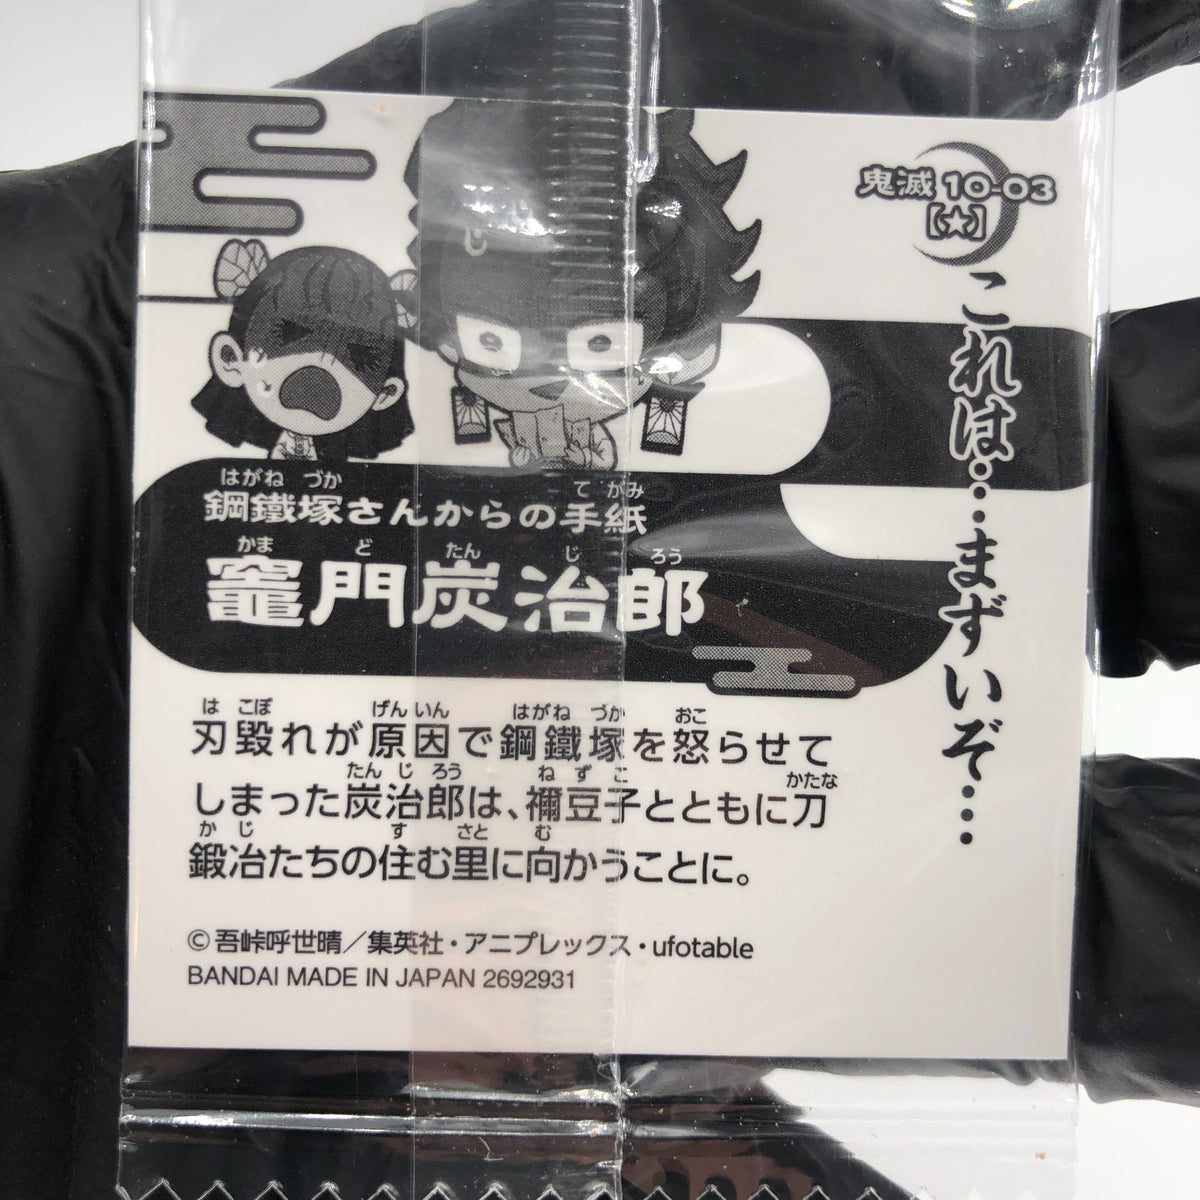 鬼滅 10-03
【☆】
これは…まずいぞ…
はがね づか て がみ
鋼鐵塚さんからの手紙
かま ど たん じ ろう
竈門炭治郎
は こぼ げんいん はがね づか おこ
刃毀れが原因で鋼鐵塚を怒らせて
たん じ ろう ね ず こ かたな
しまった炭治郎は、禰豆子とともに刀
か じ す さと む
鍛冶たちの住む里に向かうことに。
©吾峠呼世晴／集英社・アニプレックス・ufotable
BANDAI MADE IN JAPAN 2692931